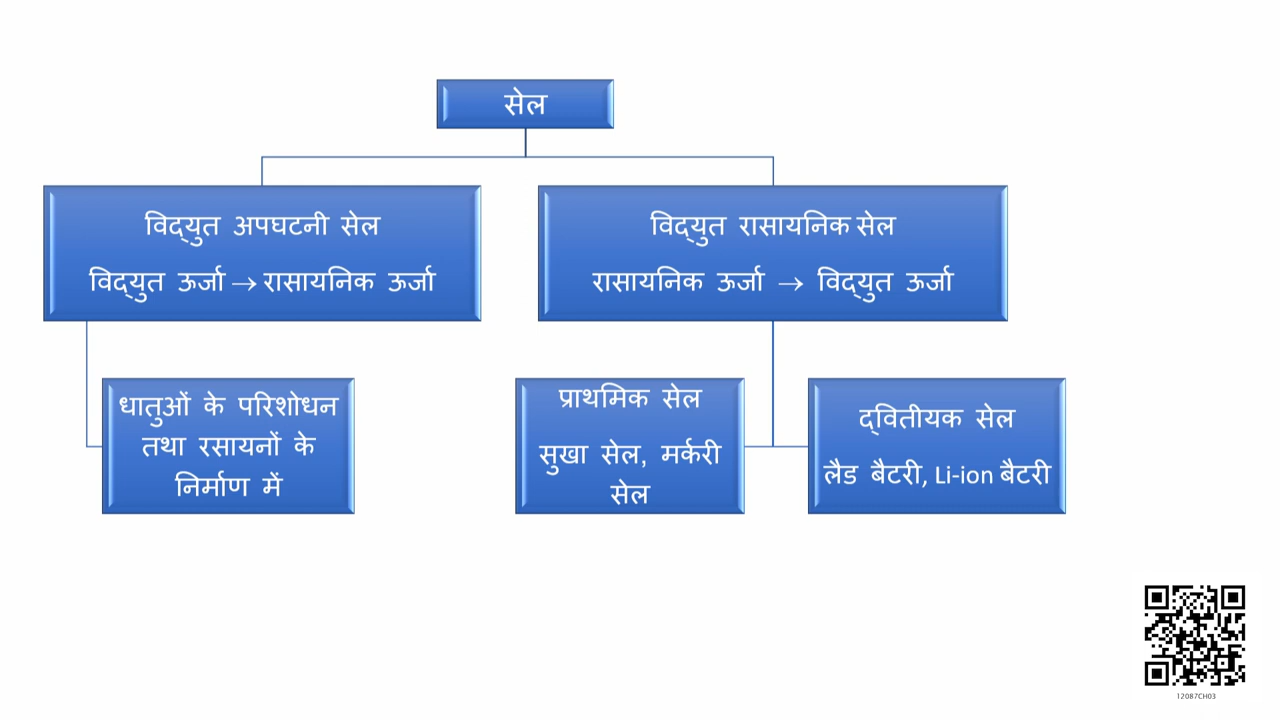 सेल
विद्युत अपघटनी सेल
विद्युत ऊर्जा → रासायनिक ऊर्जा
विद्युत रासायनिक सेल
रासायनिक ऊर्जा → विद्युत ऊर्जा
धातुओं के परिशोधन
तथा रसायनों के
निर्माण में
प्राथमिक सेल
सुखा सेल, मर्करी
सेल
द्वितीयक सेल
लैड बैटरी, Li-ion बैटरी
12087CH03